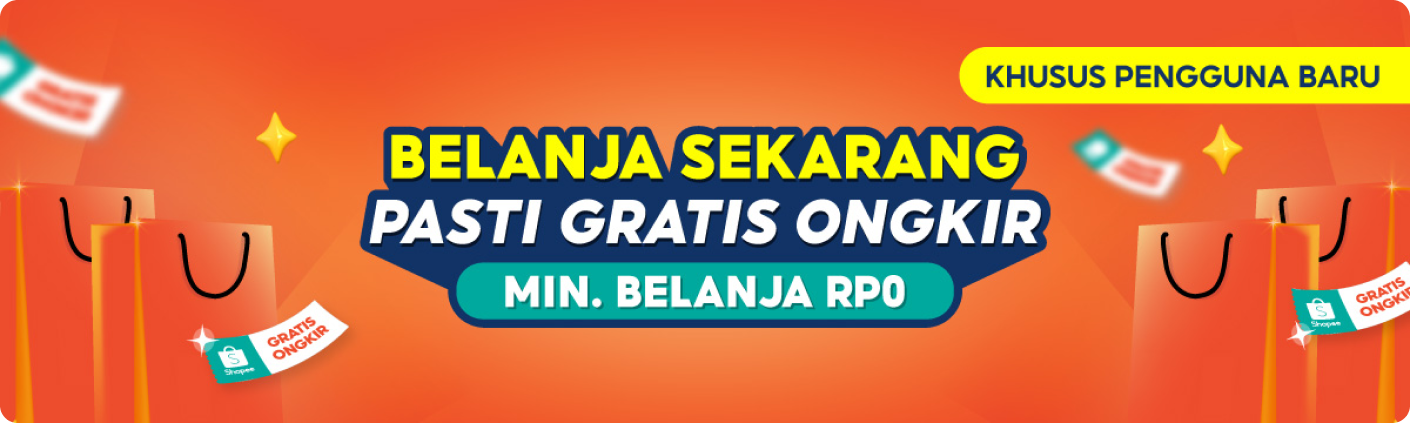 KHUSUS PENGGUNA BARU
BELANJA SEKARANG
PASTI GRATIS ONGKIR
MIN. BELANJA RP0
Shopee
GRATIS
ONGKIR
Shopee
GRATIS
ONGKIR